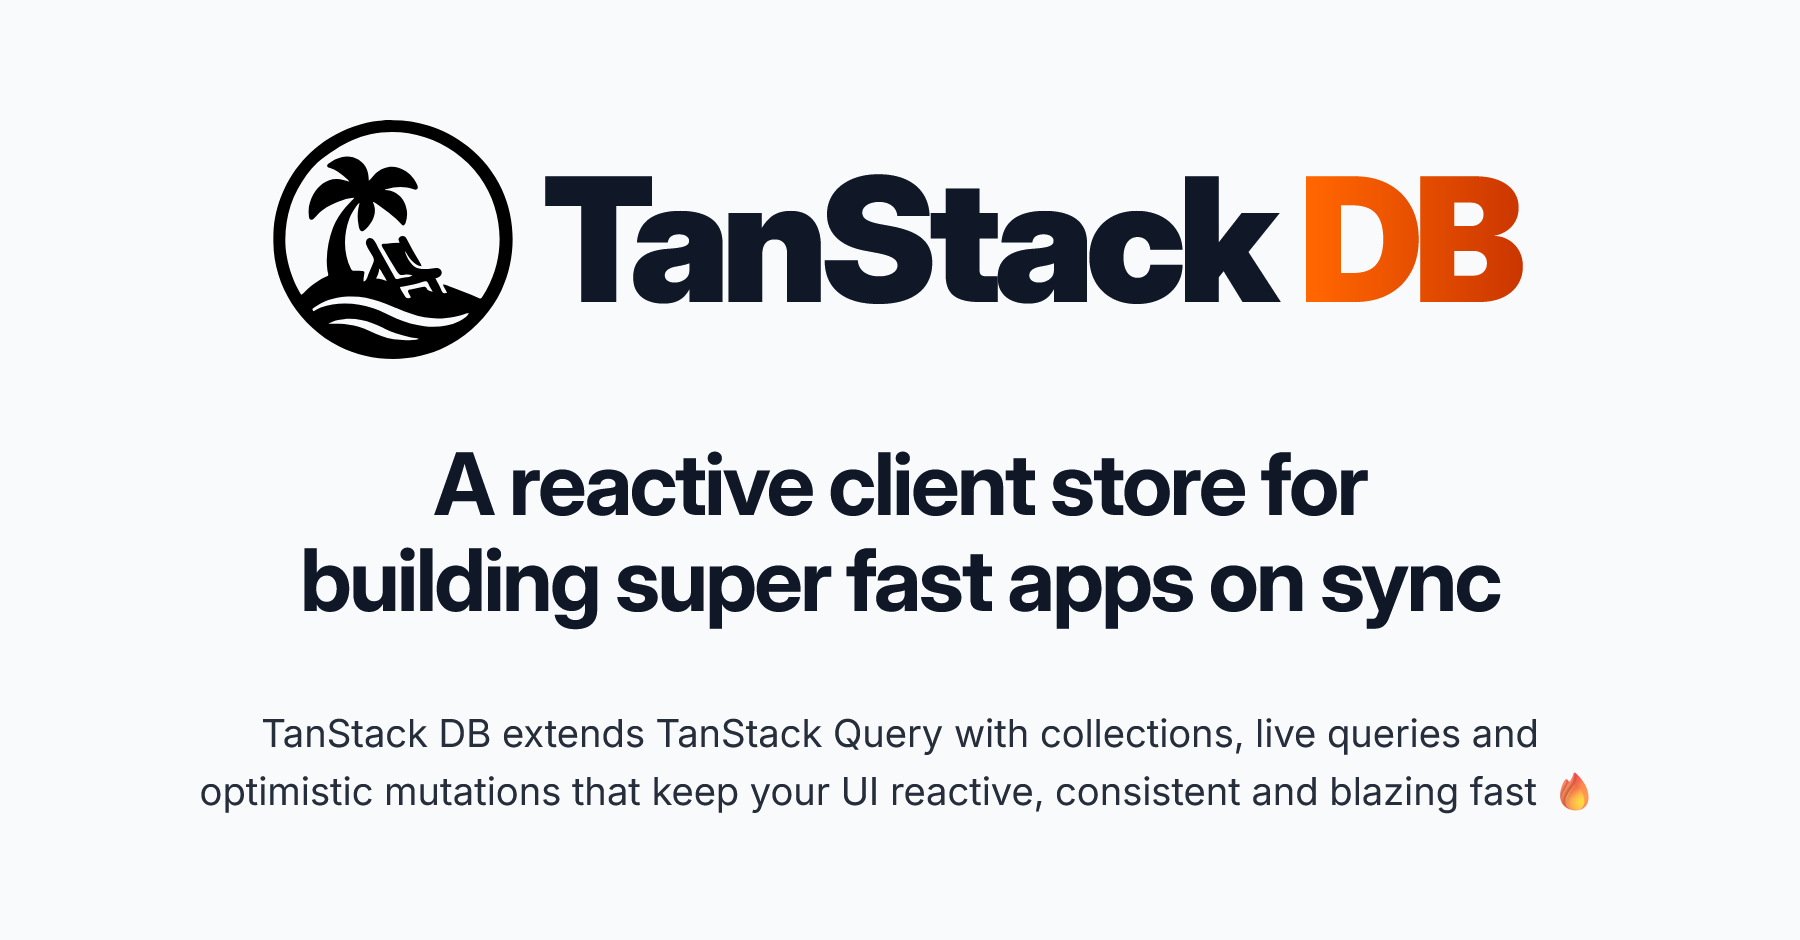 TanStack DB
A reactive client store for
building super fast apps on sync
TanStack DB extends TanStack Query with collections, live queries and
optimistic mutations that keep your UI reactive, consistent and blazing fast 🔥